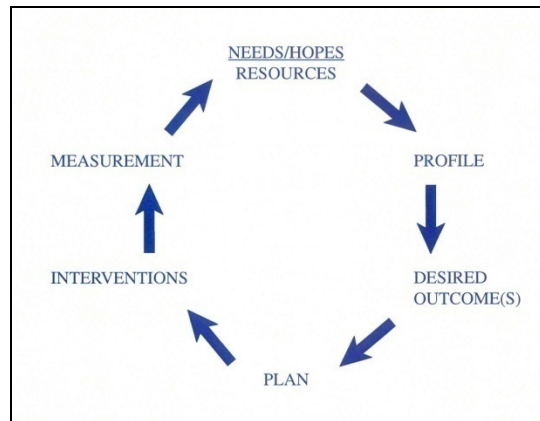 NEEDS/HOPES
RESOURCES
PROFILE
DESIRED
OUTCOME(S)
PLAN
INTERVENTIONS
MEASUREMENT